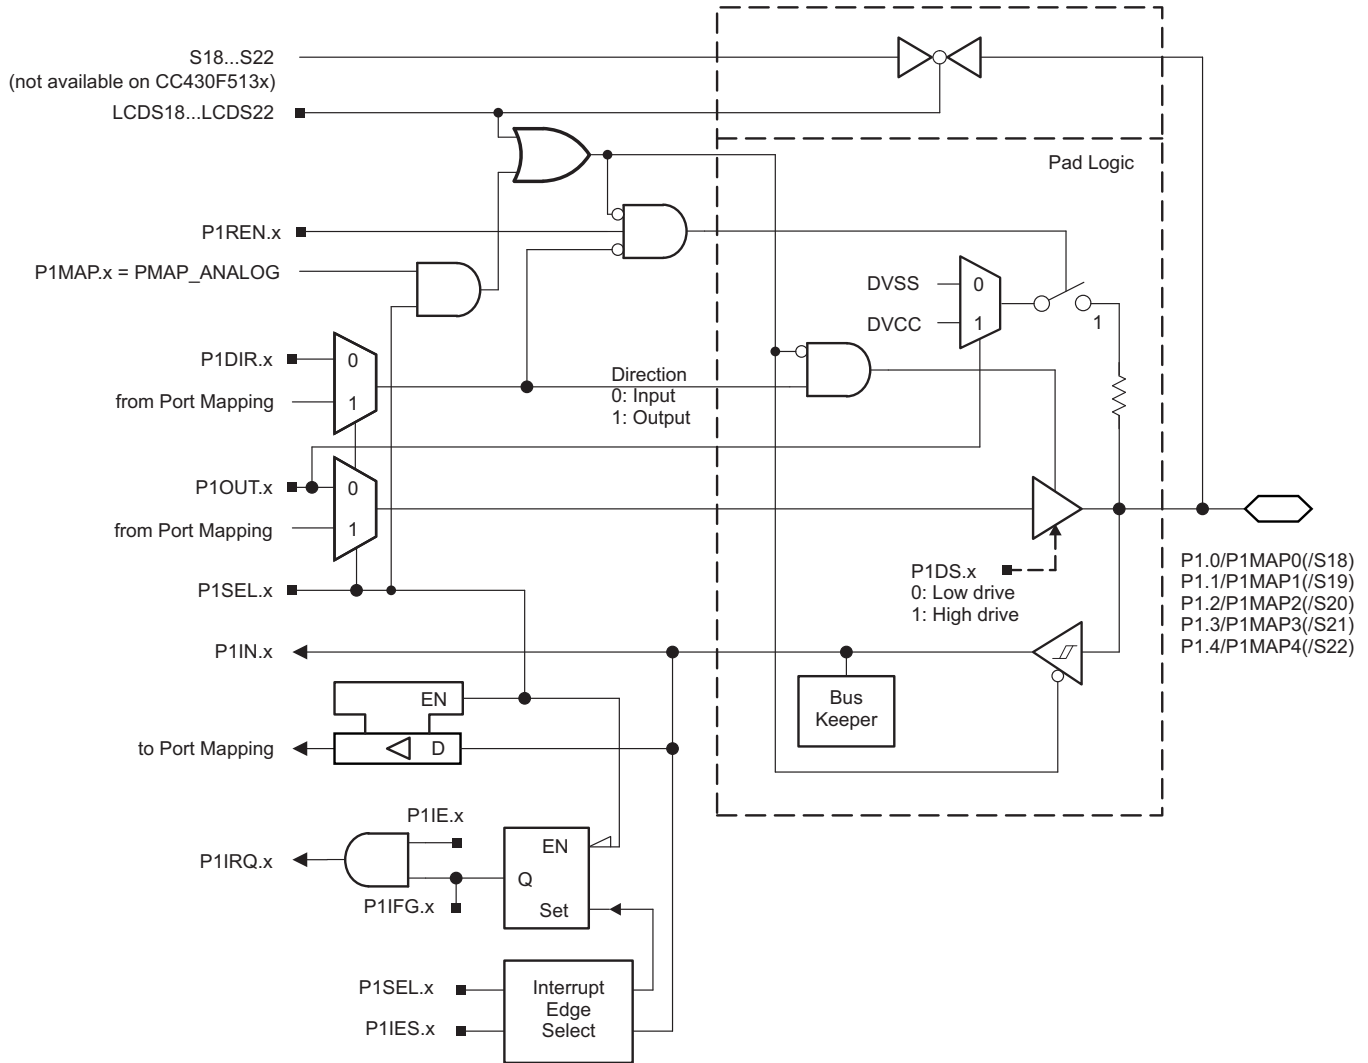 S18...S22
(not available on CC430F513x)
LCDS18...LCDS22
Pad Logic
P1REN.x
P1MAP.x = PMAP_ANALOG
DVSS
0
DVCC
1
1
P1DIR.x
0
from Port Mapping
1
Direction
0: Input
1: Output
P1OUT.x
0
from Port Mapping
1
P1SEL.x
P1DS.x
0: Low drive
1: High drive
P1.0/P1MAP0(/S18)
P1.1/P1MAP1(/S19)
P1.2/P1MAP2(/S20)
P1.3/P1MAP3(/S21)
P1.4/P1MAP4(/S22)
P1IN.x
Bus
Keeper
EN
to Port Mapping
D
P1IE.x
P1IRQ.x
EN
Q
Set
P1IFG.x
P1SEL.x
P1IES.x
Interrupt
Edge
Select